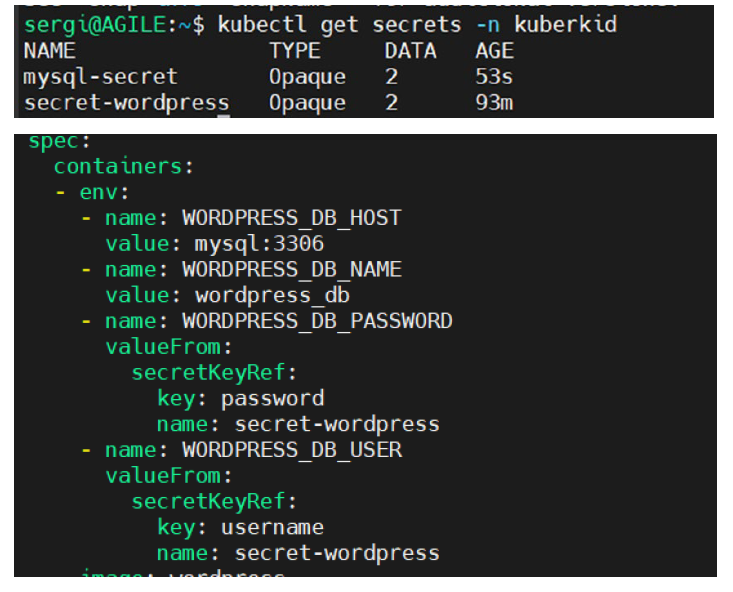 sergi@AGILE:~$ kubectl get secrets -n kuberkid
NAME TYPE DATA AGE
mysql-secret Opaque 2 53s
secret-wordpress Opaque 2 93m
spec:
containers:
- env:
- name: WORDPRESS_DB_HOST
value: mysql:3306
- name: WORDPRESS_DB_NAME
value: wordpress_db
- name: WORDPRESS_DB_PASSWORD
valueFrom:
secretKeyRef:
key: password
name: secret-wordpress
- name: WORDPRESS_DB_USER
valueFrom:
secretKeyRef:
key: username
name: secret-wordpress
image: wordpress